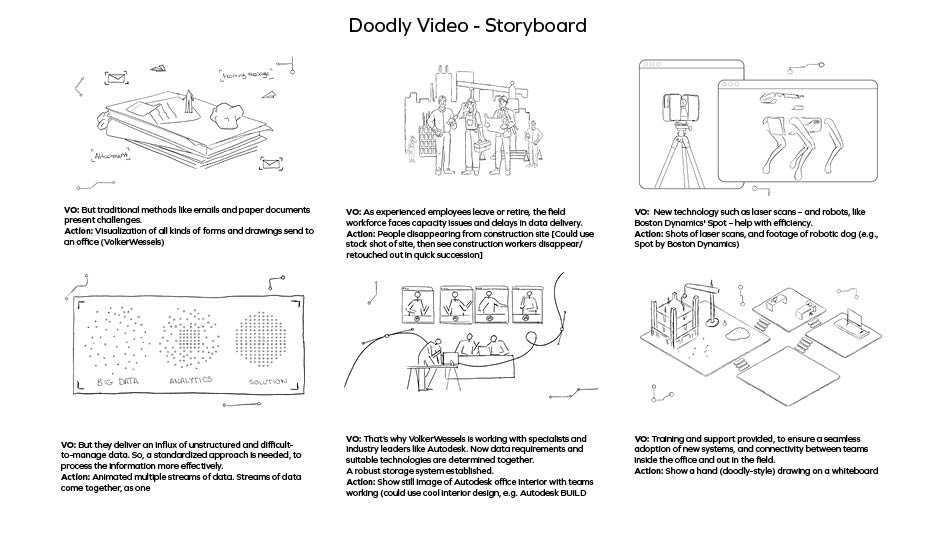 Doodly Video - Storyboard
Incoming message
Attachment
VO: But traditional methods like emails and paper documents
present challenges.
Action: Visualization of all kinds of forms and drawings send to
an office (VolkerWessels)
VO: As experienced employees leave or retire, the field
workforce faces capacity issues and delays in data delivery.
Action: People disappearing from construction site [Could use
stock shot of site, then see construction workers disappear/
retouched out in quick succession]
VO:  New technology such as laser scans – and robots, like
Boston Dynamics' Spot – help with efficiency.
Action: Shots of laser scans, and footage of robotic dog (e.g.,
Spot by Boston Dynamics)
BIG DATA ANALYTICS SOLUTION
VO: But they deliver an influx of unstructured and difficult-
to-manage data. So, a standardized approach is needed, to
process the information more effectively.
Action: Animated multiple streams of data. Streams of data
come together, as one
VO: That's why VolkerWessels is working with specialists and
industry leaders like Autodesk. Now data requirements and
suitable technologies are determined together.
A robust storage system established.
Action: Show still image of Autodesk office interior with teams
working (could use cool interior design, e.g. Autodesk BUILD
VO: Training and support provided, to ensure a seamless
adoption of new systems, and connectivity between teams
inside the office and out in the field.
Action: Show a hand (doodly-style) drawing on a whiteboard